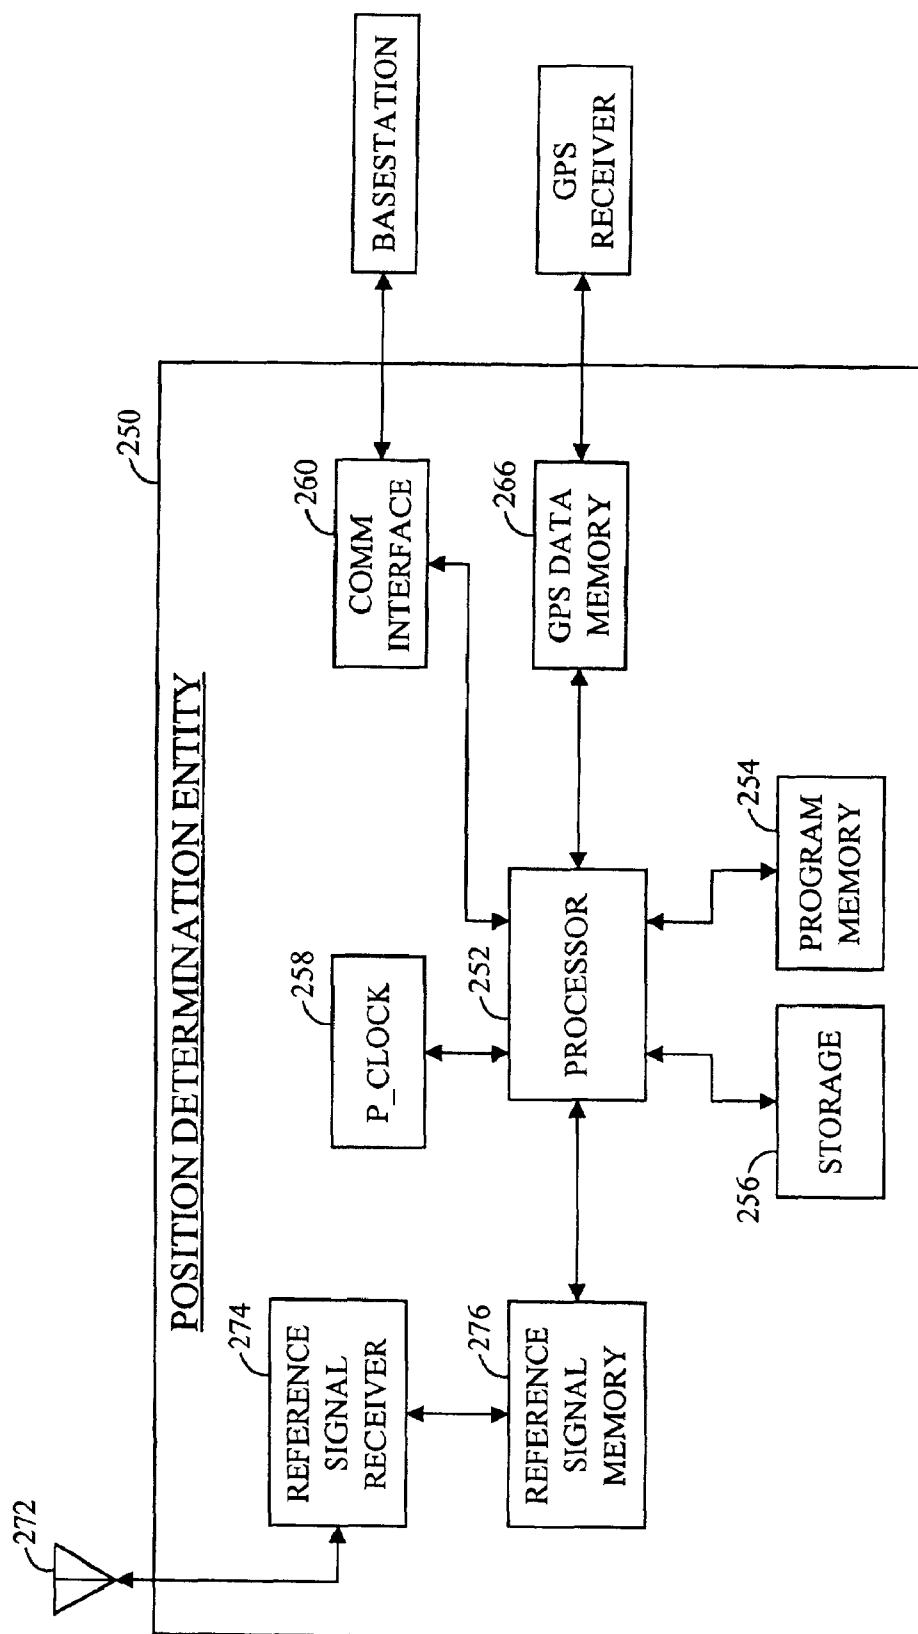 272
250
POSITION DETERMINATION ENTITY
274
REFERENCE
SIGNAL
RECEIVER
258
P_CLOCK
260
COMM
INTERFACE
BASESTATION
276
REFERENCE
SIGNAL
MEMORY
252
PROCESSOR
266
GPS DATA
MEMORY
GPS
RECEIVER
256
STORAGE
254
PROGRAM
MEMORY